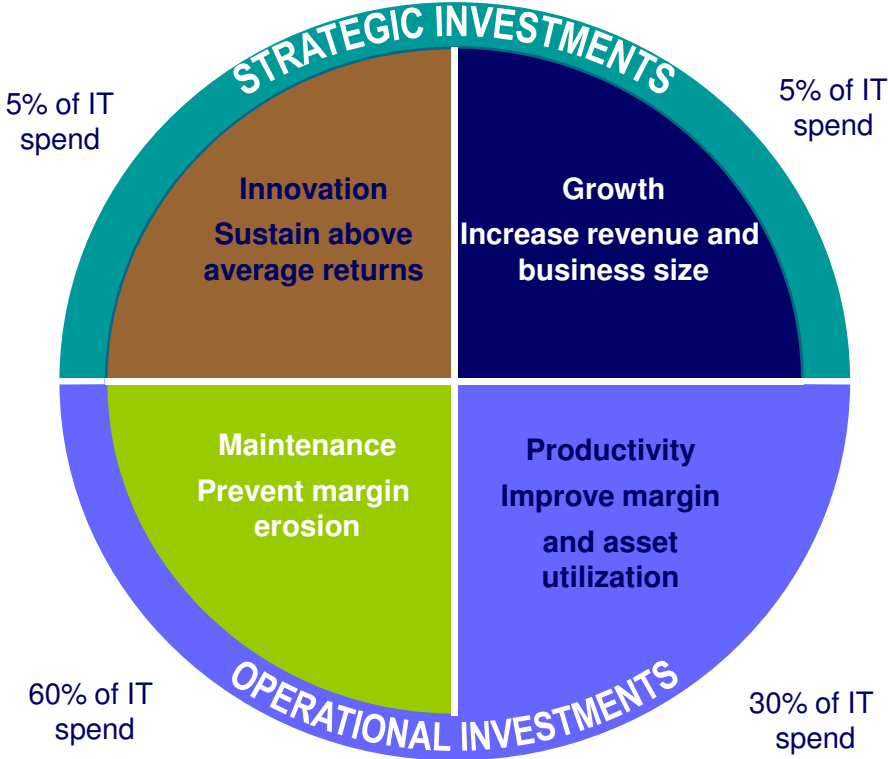 STRATEGIC INVESTMENTS
5% of IT
spend
5% of IT
spend
Innovation
Sustain above
average returns
Growth
Increase revenue and
business size
Maintenance
Prevent margin
erosion
Productivity
Improve margin
and asset
utilization
60% of IT
spend
30% of IT
spend
OPERATIONAL INVESTMENTS